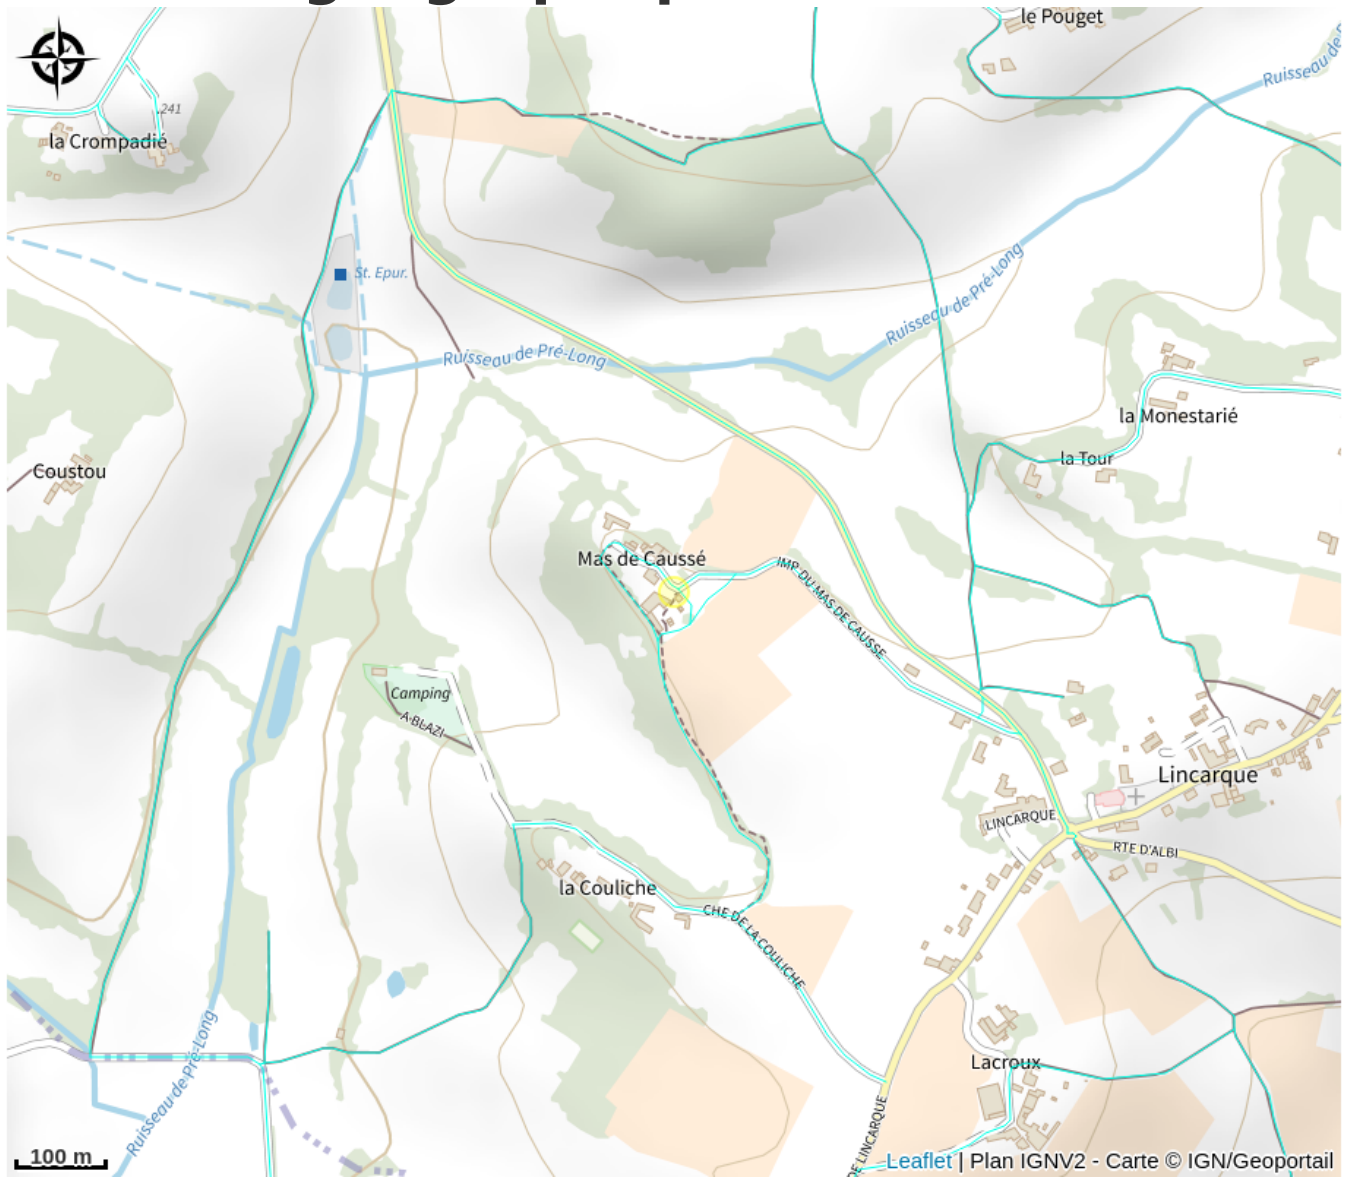 le Pouget
Ruisseau de
.241
la Crompadié
St. Epur.
Ruisseau de Pré-Long
Ruisseau de Pré-Long
la Monestarié
la Tour
Coustou
Mas de Caussé
IMP DU MAS DE CAUSSE
Camping
A BLAZI
Lincarque
LINCARQUE
RTE D'ALBI
la Couliche
CHE DE LA COULICHE
Ruisseau de Pré-Long
Lacroux
DE LINCARQUE
100 m
Leaflet | Plan IGNV2 - Carte © IGN/Geoportail